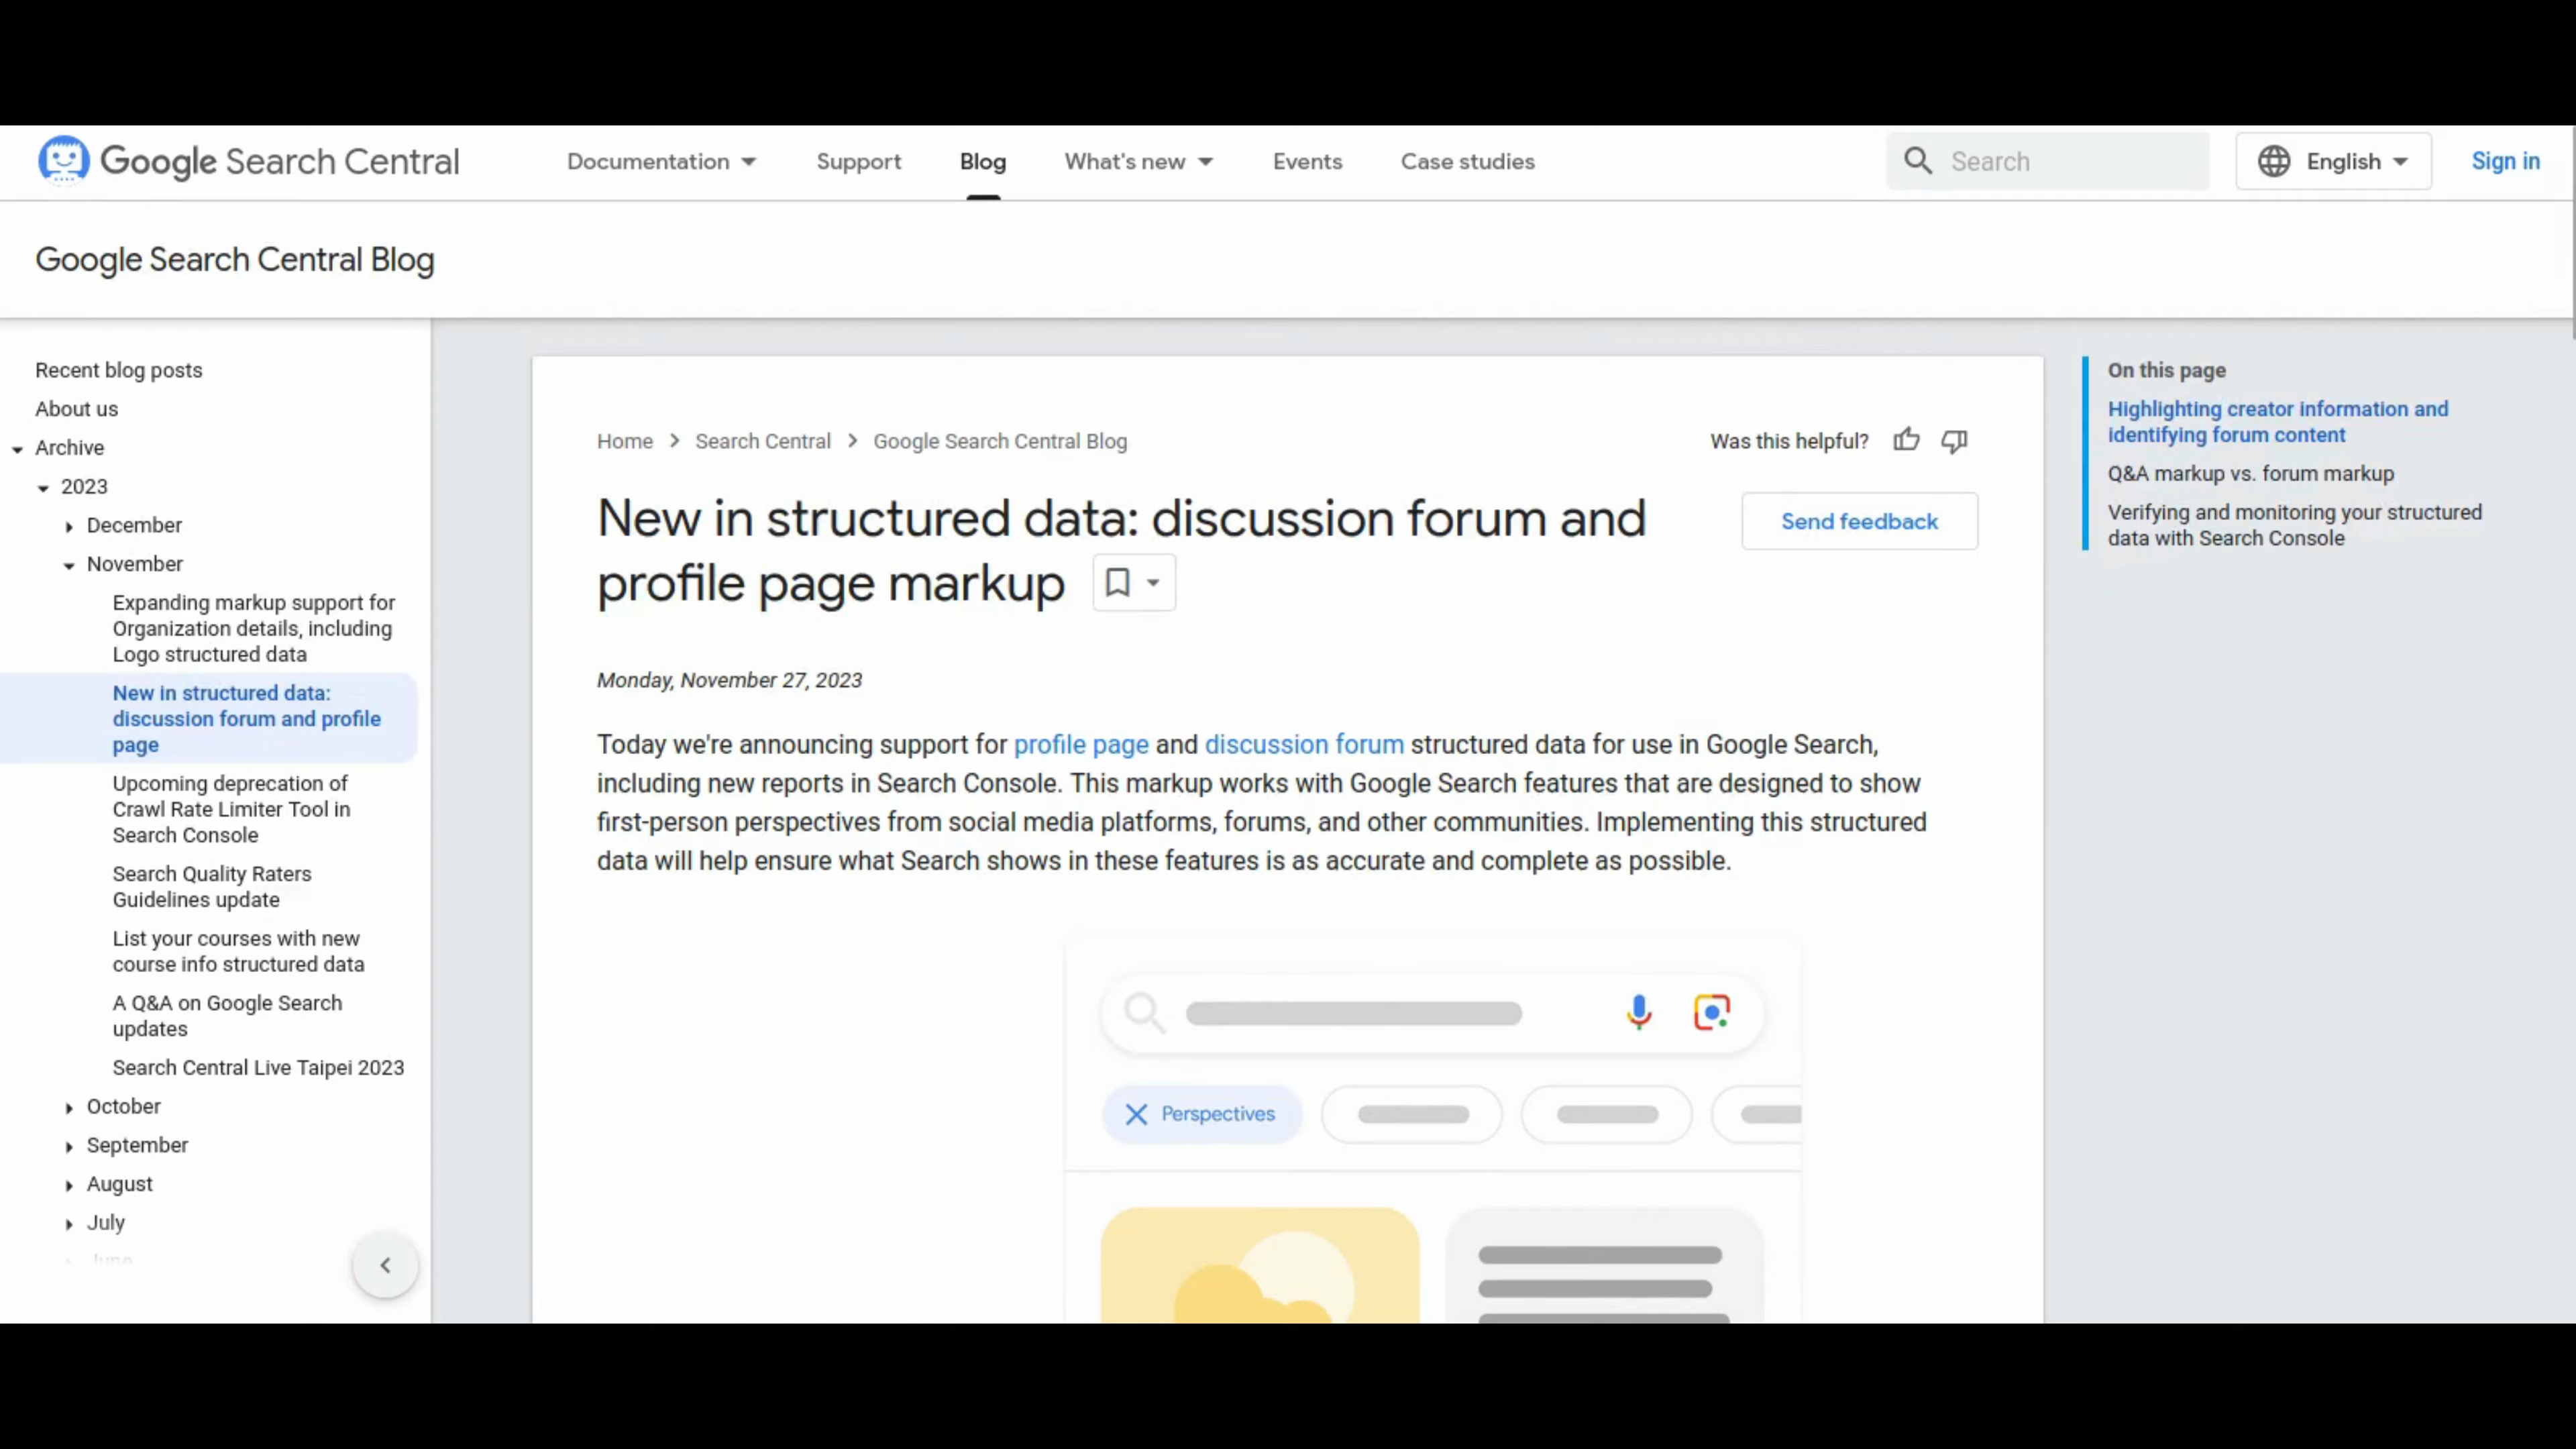 Google Search Central
Documentation
Support
Blog
What's new
Events
Case studies
Search
English
Sign in
Google Search Central Blog
Recent blog posts
About us
Archive
2023
December
November
Expanding markup support for
Organization details, including
Logo structured data
New in structured data:
discussion forum and profile
page
Upcoming deprecation of
Crawl Rate Limiter Tool in
Search Console
Search Quality Raters
Guidelines update
List your courses with new
course info structured data
A Q&A on Google Search
updates
Search Central Live Taipei 2023
October
September
August
July
June
Home > Search Central > Google Search Central Blog
Was this helpful?
New in structured data: discussion forum and
profile page markup
Send feedback
Monday, November 27, 2023
Today we're announcing support for profile page and discussion forum structured data for use in Google Search,
including new reports in Search Console. This markup works with Google Search features that are designed to show
first-person perspectives from social media platforms, forums, and other communities. Implementing this structured
data will help ensure what Search shows in these features is as accurate and complete as possible.
Perspectives
On this page
Highlighting creator information and
identifying forum content
Q&A markup vs. forum markup
Verifying and monitoring your structured
data with Search Console